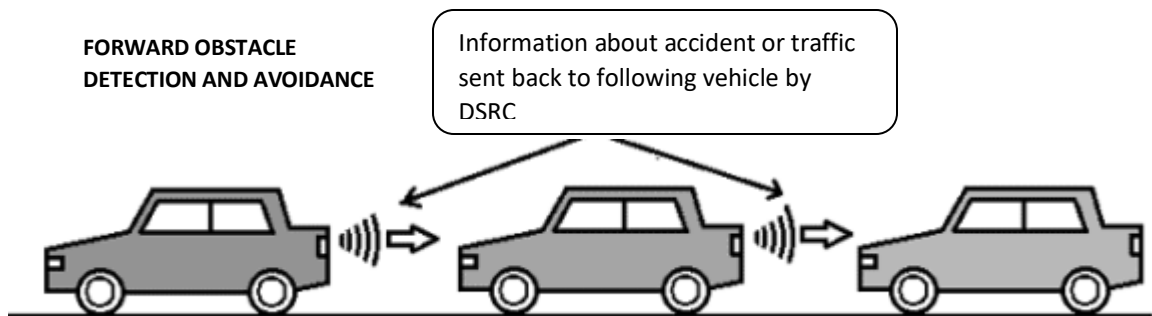 FORWARD OBSTACLE
DETECTION AND AVOIDANCE
Information about accident or traffic
sent back to following vehicle by
DSRC